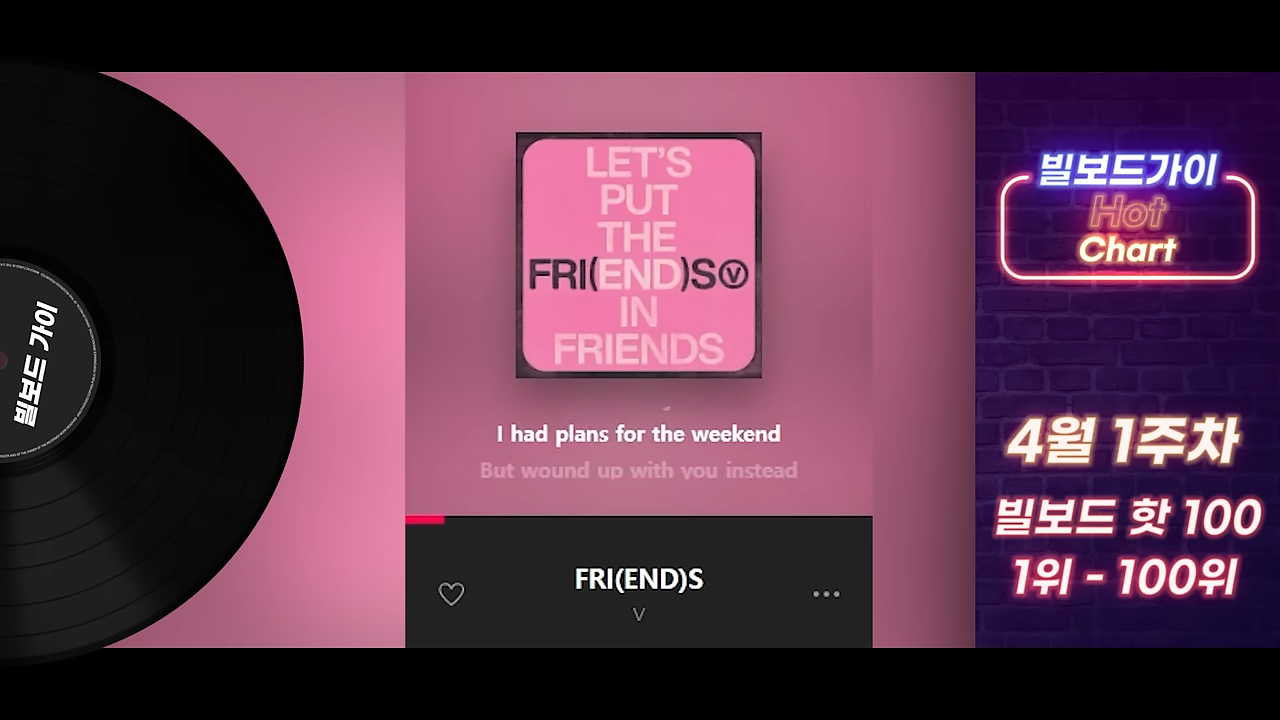 빌보드 가이
LET'S
PUT
THE
FRI(END)Sⓥ
IN
FRIENDS
I had plans for the weekend
But wound up with you instead
FRI(END)S
V
빌보드가이
Hot
Chart
4월 1주차
빌보드 핫 100
1위 - 100위